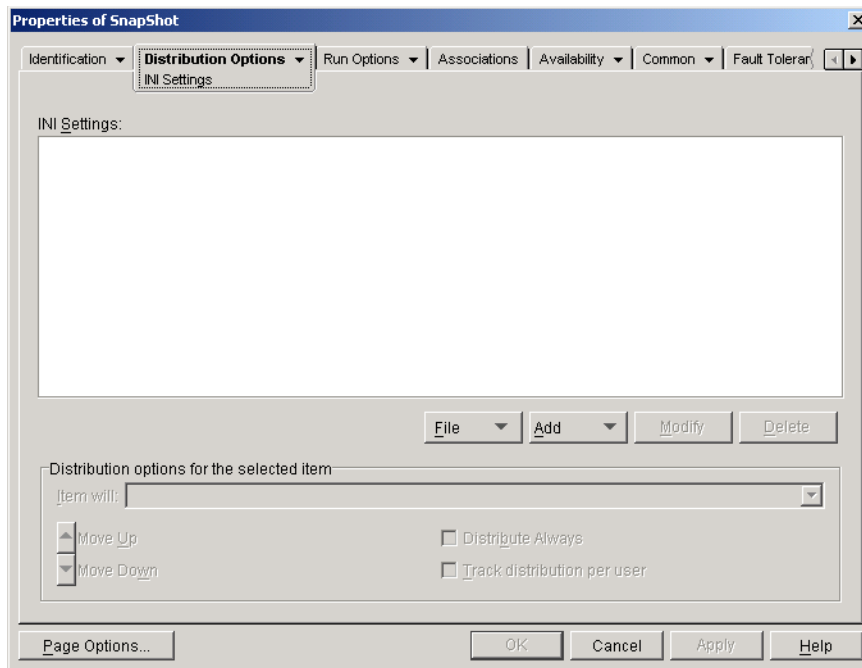 Properties of SnapShot
Identification Distribution Options Run Options Associations Availability Common Fault Toleran
INI Settings
INI Settings:
File Add Modify Delete
Distribution options for the selected item
Item will:
Move Up Distribute Always
Move Down Track distribution per user
Page Options... OK Cancel Apply Help